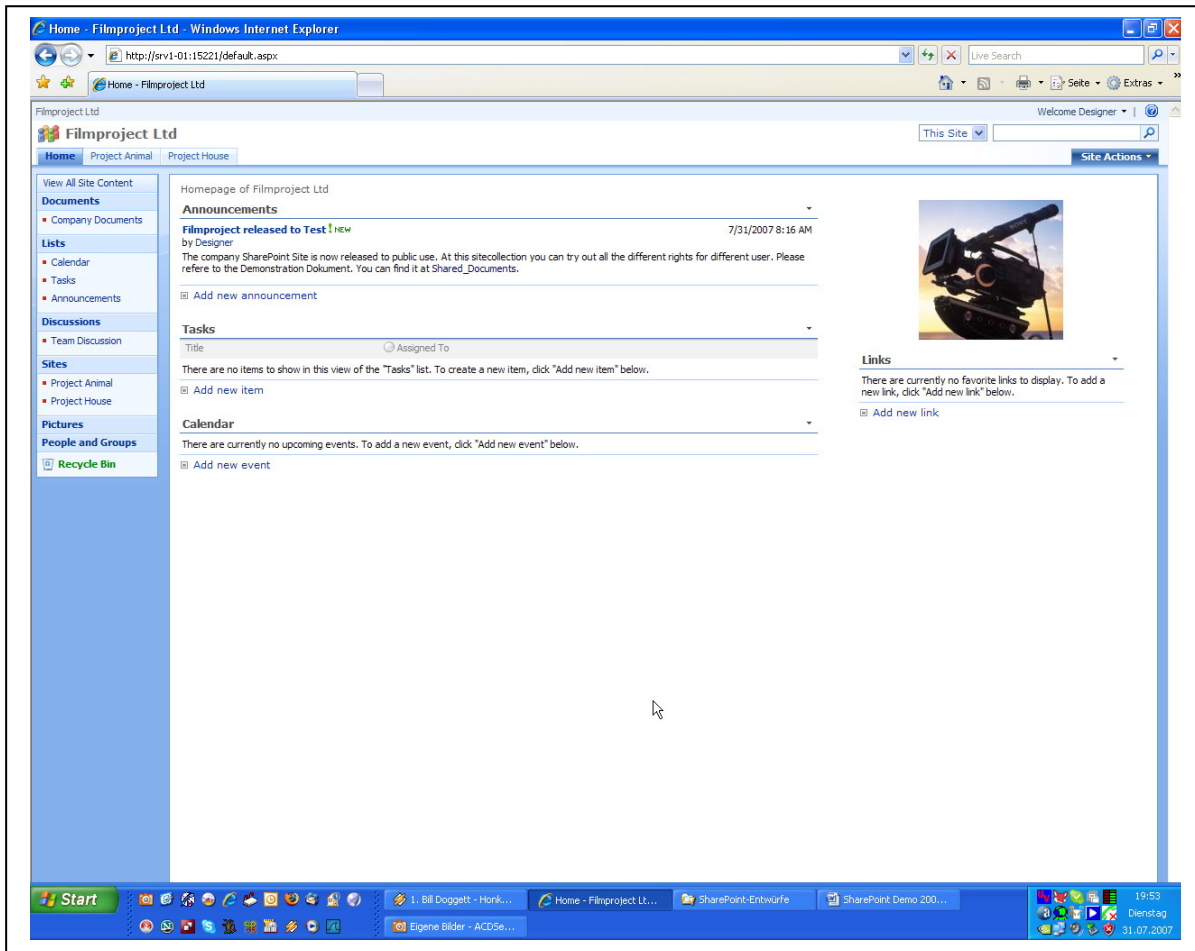 Home - Filmproject Ltd - Windows Internet Explorer
http://srv1-01:15221/default.aspx
Live Search
Home - Filmproject Ltd
Seite
Extras
Filmproject Ltd
Welcome Designer
Filmproject Ltd
This Site
Home Project Animal Project House
Site Actions
View All Site Content
Documents
Company Documents
Lists
Calendar
Tasks
Announcements
Discussions
Team Discussion
Sites
Project Animal
Project House
Pictures
People and Groups
Recycle Bin
Homepage of Filmproject Ltd
Announcements
Filmproject released to Test ! NEW 7/31/2007 8:16 AM
by Designer
The company SharePoint Site is now released to public use. At this sitecollection you can try out all the different rights for different user. Please
refere to the Demonstration Dokument. You can find it at Shared_Documents.
Add new announcement
Tasks
Title Assigned To
There are no items to show in this view of the "Tasks" list. To create a new item, click "Add new item" below.
Add new item
Calendar
There are currently no upcoming events. To add a new event, click "Add new event" below.
Add new event
SONY
Links
There are currently no favorite links to display. To add a
new link, click "Add new link" below.
Add new link
Start
1. Bill Doggett - Honk...
Home - Filmproject Lt...
SharePoint-Entwürfe
SharePoint Demo 200...
Eigene Bilder - ACDSe...
19:53
Dienstag
31.07.2007